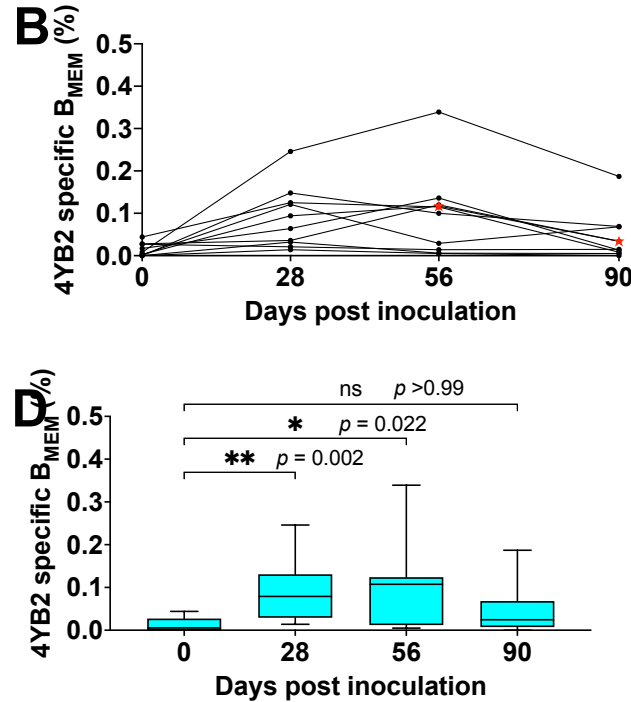 B
4YB2 specific B_MEM (%)
0.5
0.4
0.3
0.2
0.1
0.0
0 28 56 90
Days post inoculation
D
4YB2 specific B_MEM (%)
ns p >0.99
* p = 0.022
** p = 0.002
0.5
0.4
0.3
0.2
0.1
0.0
0 28 56 90
Days post inoculation